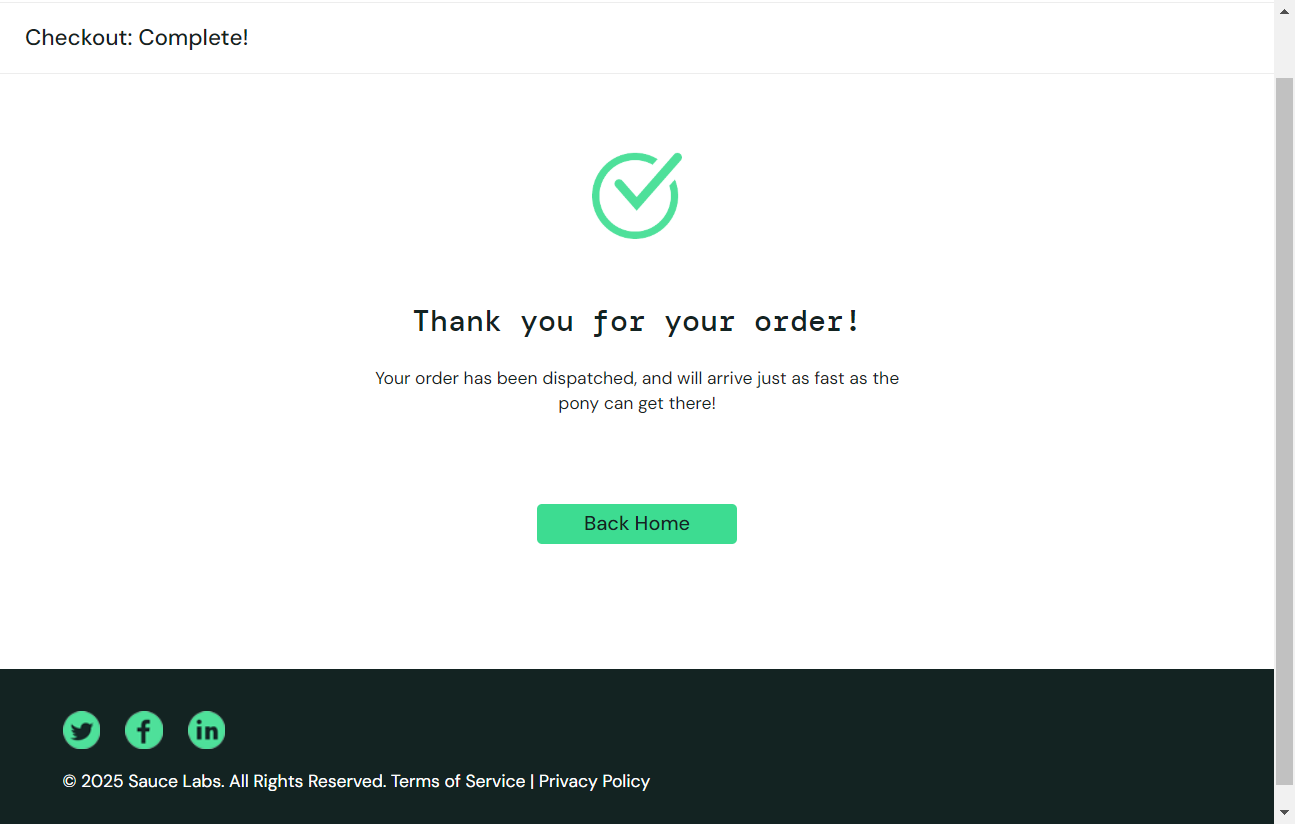 Checkout: Complete!
Thank you for your order!
Your order has been dispatched, and will arrive just as fast as the
pony can get there!
Back Home
© 2025 Sauce Labs. All Rights Reserved. Terms of Service | Privacy Policy